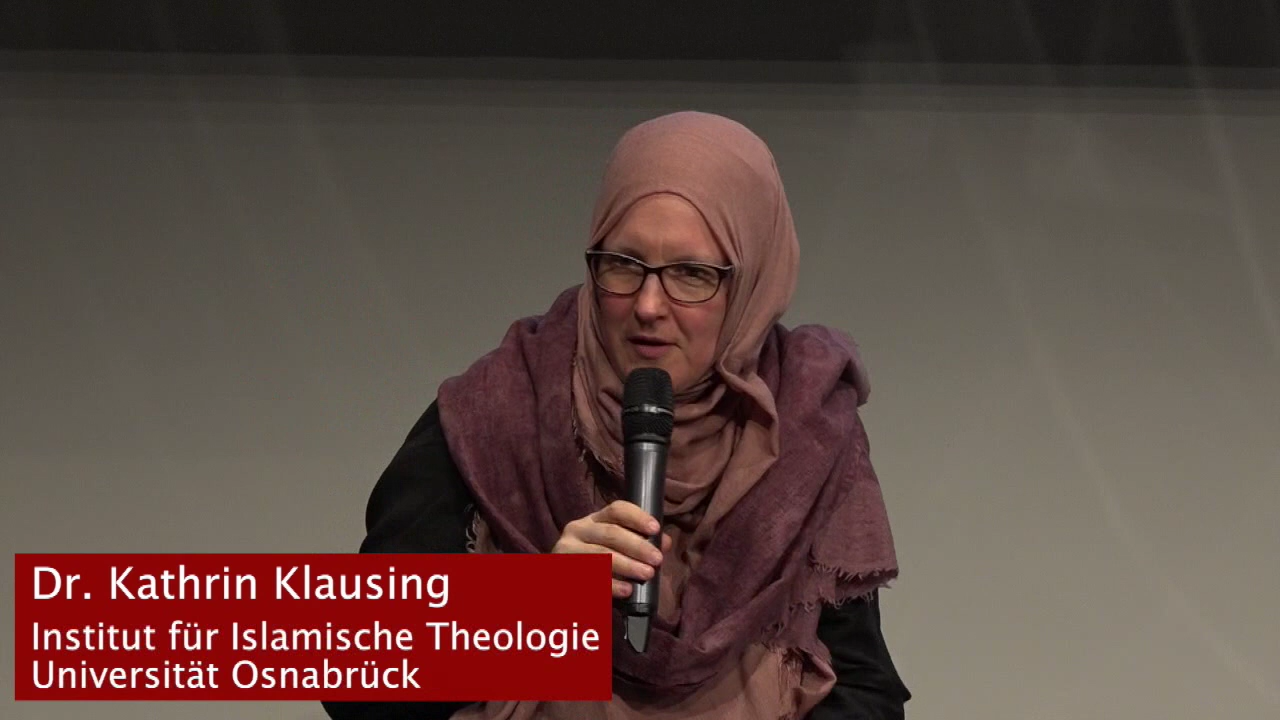 Dr. Kathrin Klausing
Institut für Islamische Theologie
Universität Osnabrück